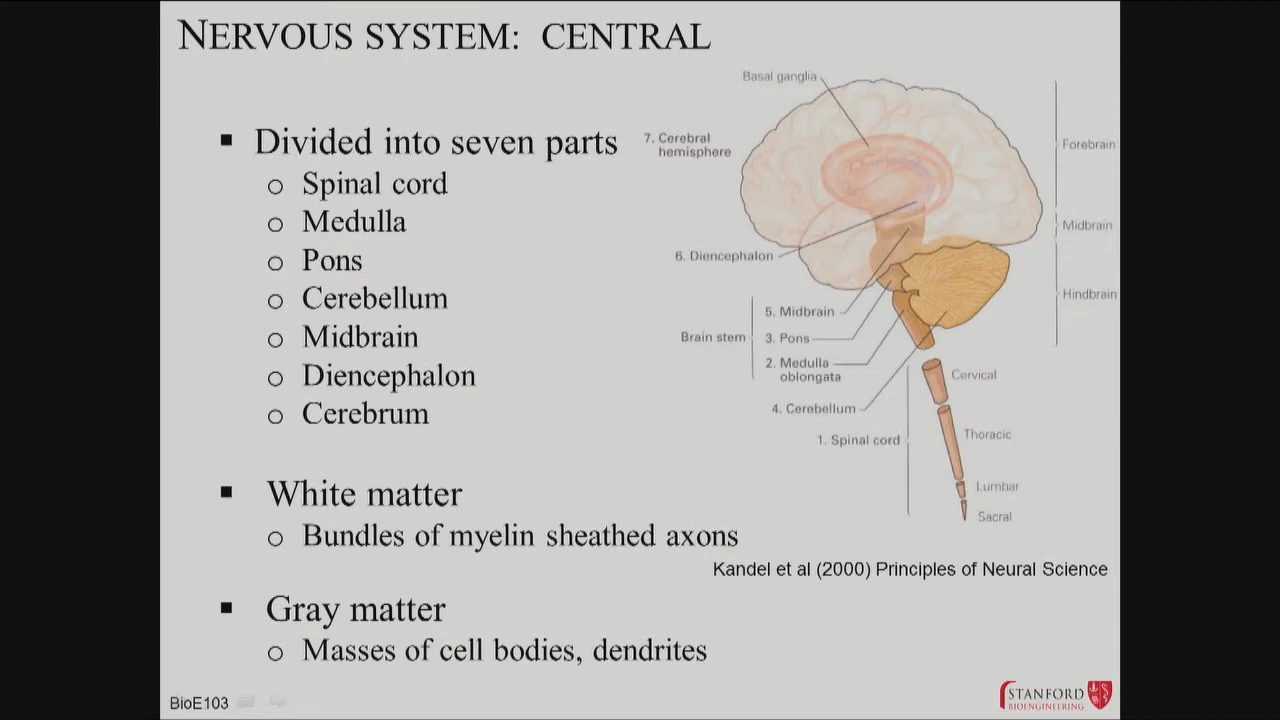 NERVOUS SYSTEM: CENTRAL
▪ Divided into seven parts
o Spinal cord
o Medulla
o Pons
o Cerebellum
o Midbrain
o Diencephalon
o Cerebrum
▪ White matter
o Bundles of myelin sheathed axons
▪ Gray matter
o Masses of cell bodies, dendrites
Basal ganglia
7. Cerebral
hemisphere
6. Diencephalon
5. Midbrain
Brain stem
3. Pons
2. Medulla
oblongata
4. Cerebellum
1. Spinal cord
Forebrain
Midbrain
Hindbrain
Cervical
Thoracic
Lumbar
Sacral
Kandel et al (2000) Principles of Neural Science
BioE103
STANFORD
BIOENGINEERING